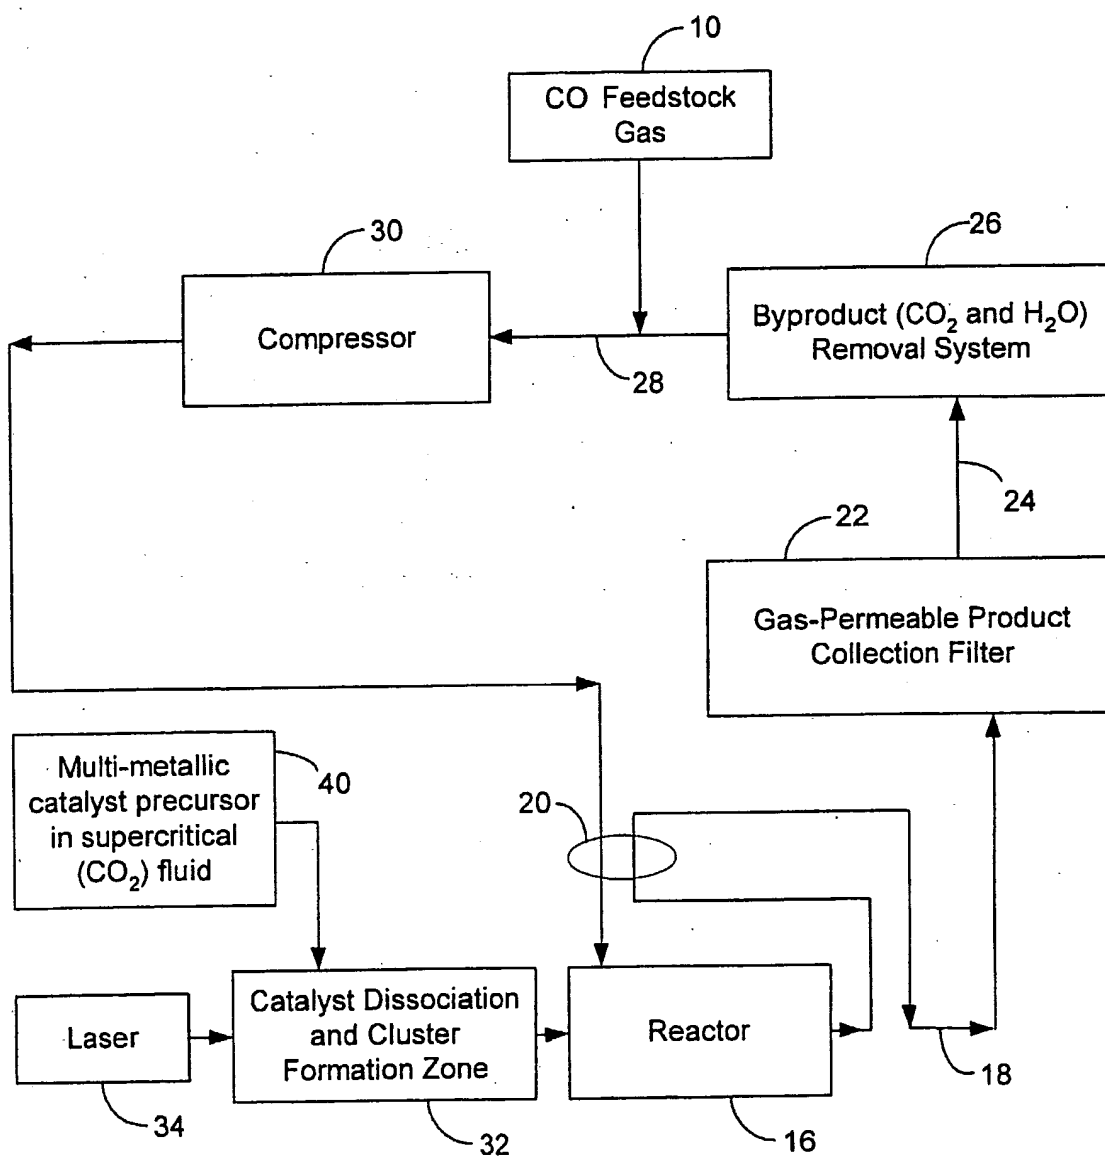 10
CO Feedstock
Gas
30
26
Compressor
Byproduct (CO₂ and H₂O)
Removal System
28
24
22
Gas-Permeable Product
Collection Filter
Multi-metallic
catalyst precursor
in supercritical
(CO₂) fluid
40
20
Laser
Catalyst Dissociation
and Cluster
Formation Zone
Reactor
18
34
32
16